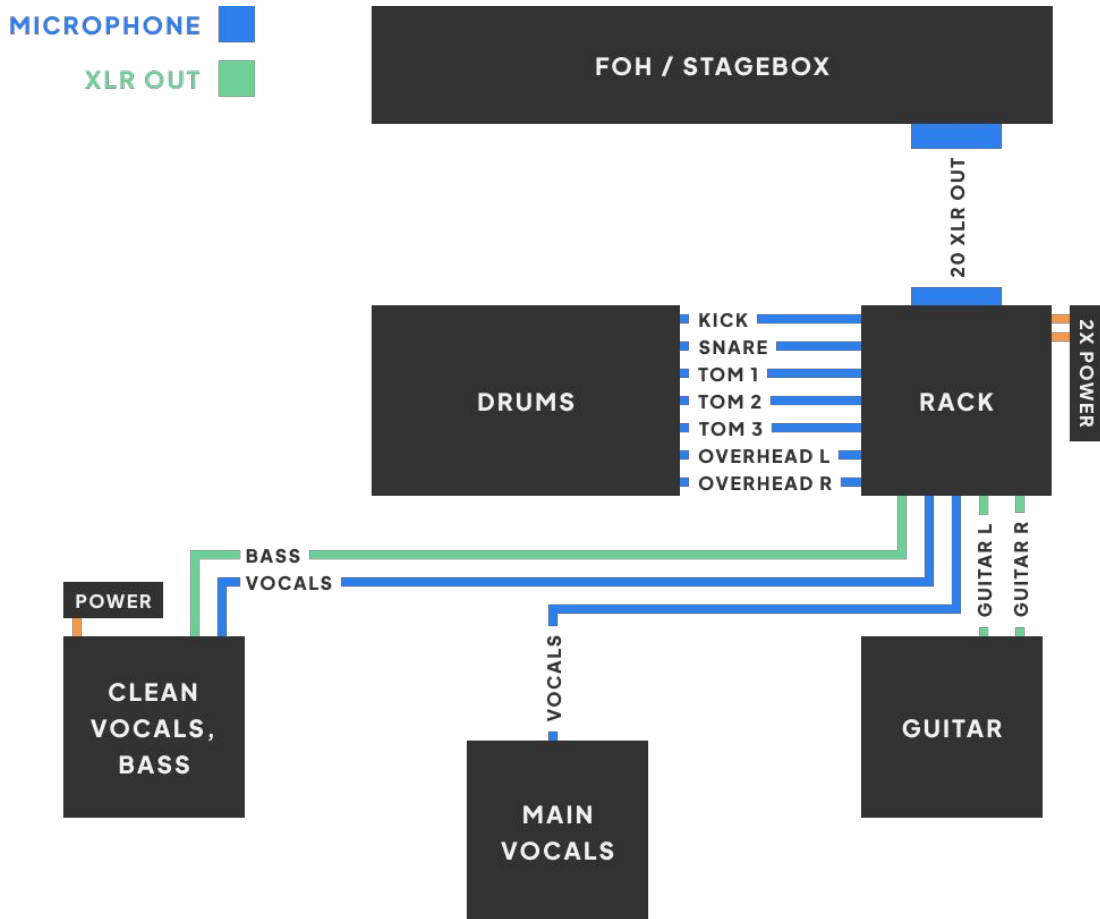 MICROPHONE
XLR OUT
FOH / STAGEBOX
20 XLR OUT
KICK
SNARE
TOM 1
TOM 2
TOM 3
OVERHEAD L
OVERHEAD R
DRUMS
RACK
2X POWER
BASS
VOCALS
POWER
GUITAR L
GUITAR R
VOCALS
CLEAN
VOCALS,
BASS
GUITAR
MAIN
VOCALS